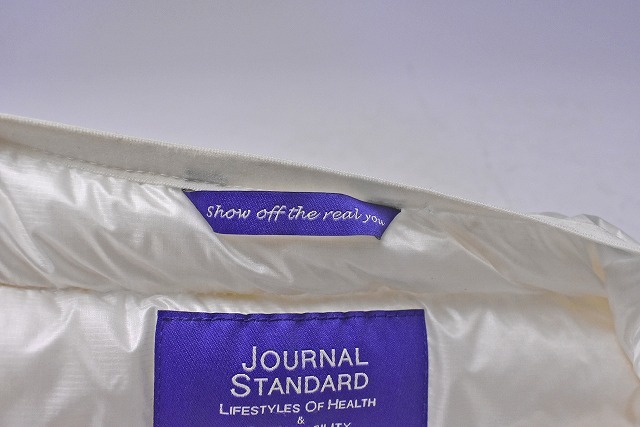 Show off the real you
JOURNAL
STANDARD
LIFESTYLES OF HEALTH
&